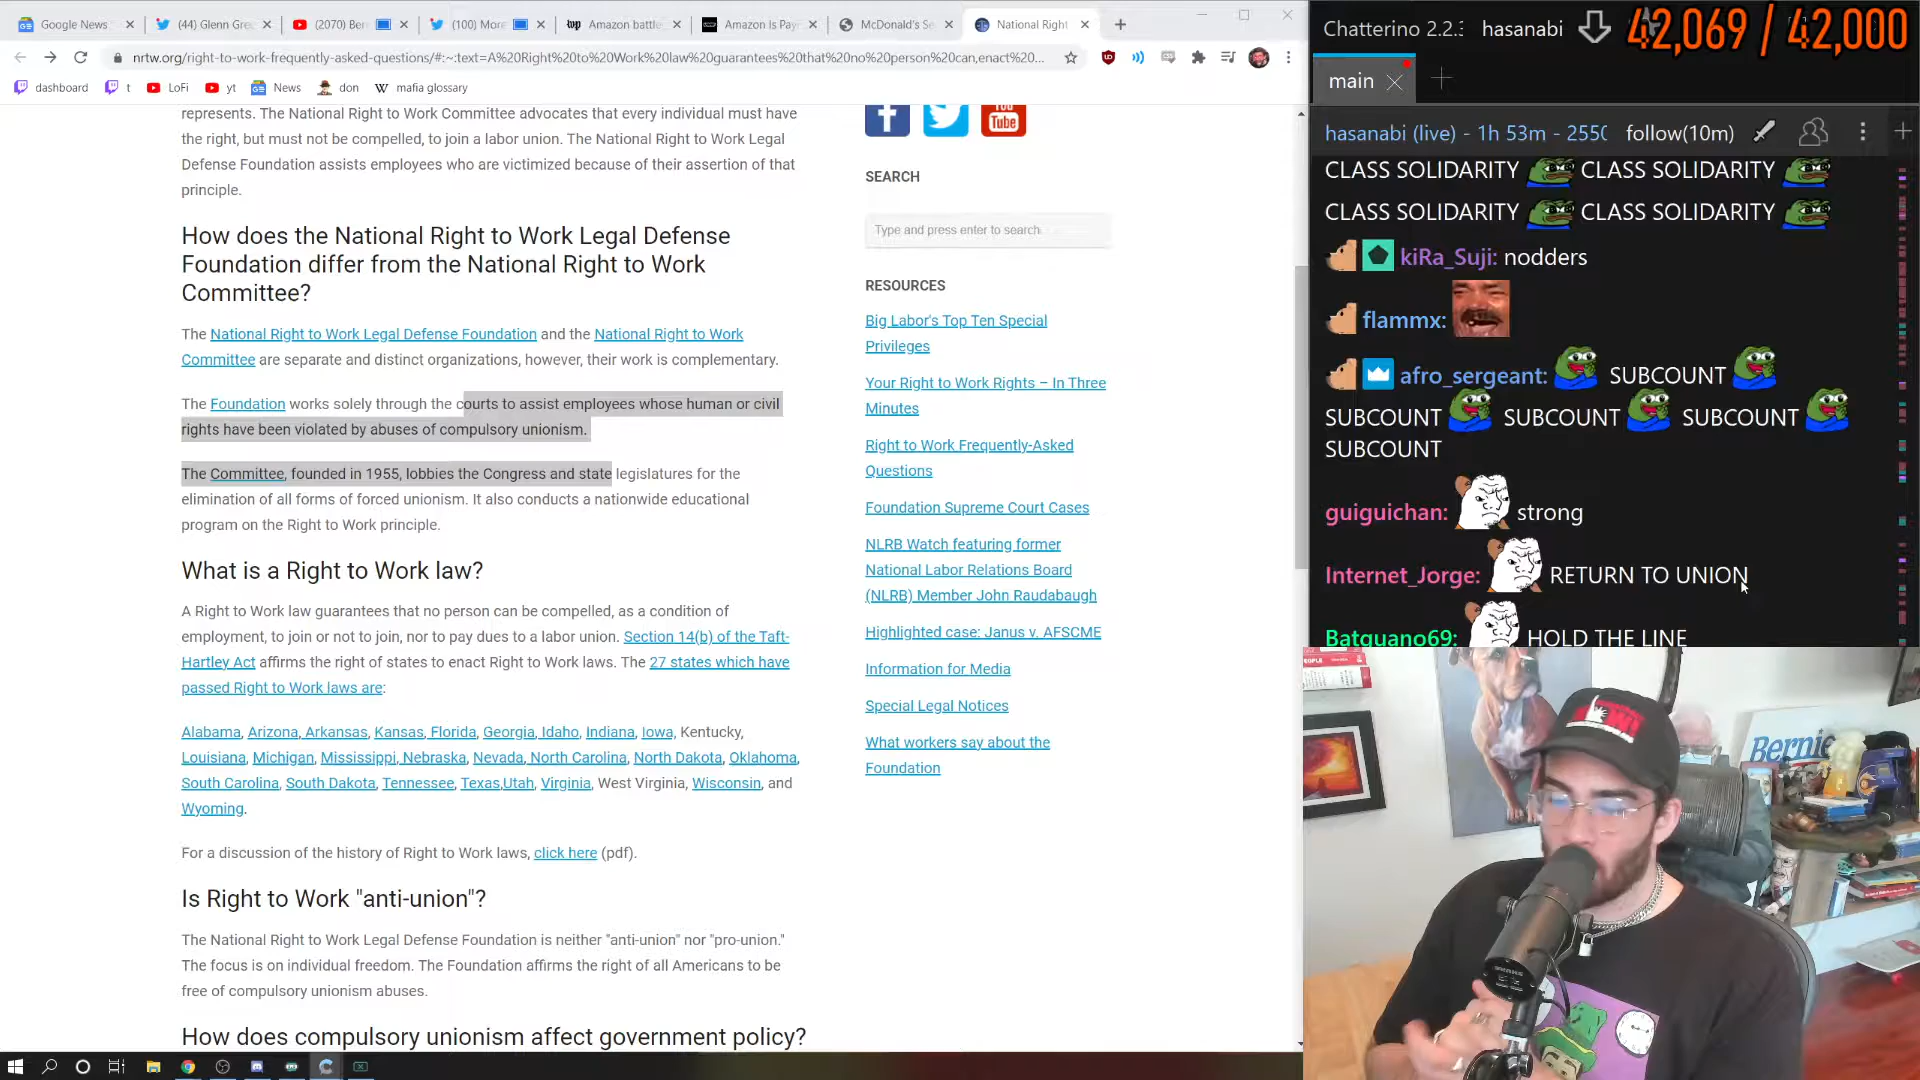 Google News
(44) Glenn Gre
(2070) Ber
(100) More
Amazon battle
Amazon Is Pay
McDonald's Se
National Right
nrtw.org/right-to-work-frequently-asked-questions/#:~:text=A%20Right%20to%20Work%20law%20guarantees%20that%20no%20person%20can,enact%20...
dashboard
t
LoFi
yt
News
don
mafia glossary
represents. The National Right to Work Committee advocates that every individual must have
the right, but must not be compelled, to join a labor union. The National Right to Work Legal
Defense Foundation assists employees who are victimized because of their assertion of that
principle.
How does the National Right to Work Legal Defense
Foundation differ from the National Right to Work
Committee?
The National Right to Work Legal Defense Foundation and the National Right to Work
Committee are separate and distinct organizations, however, their work is complementary.
The Foundation works solely through the courts to assist employees whose human or civil
rights have been violated by abuses of compulsory unionism.
The Committee, founded in 1955, lobbies the Congress and state legislatures for the
elimination of all forms of forced unionism. It also conducts a nationwide educational
program on the Right to Work principle.
What is a Right to Work law?
A Right to Work law guarantees that no person can be compelled, as a condition of
employment, to join or not to join, nor to pay dues to a labor union. Section 14(b) of the Taft-
Hartley Act affirms the right of states to enact Right to Work laws. The 27 states which have
passed Right to Work laws are:
Alabama, Arizona, Arkansas, Kansas, Florida, Georgia, Idaho, Indiana, Iowa, Kentucky,
Louisiana, Michigan, Mississippi, Nebraska, Nevada, North Carolina, North Dakota, Oklahoma,
South Carolina, South Dakota, Tennessee, Texas,Utah, Virginia, West Virginia, Wisconsin, and
Wyoming.
For a discussion of the history of Right to Work laws, click here (pdf).
Is Right to Work "anti-union"?
The National Right to Work Legal Defense Foundation is neither "anti-union" nor "pro-union."
The focus is on individual freedom. The Foundation affirms the right of all Americans to be
free of compulsory unionism abuses.
How does compulsory unionism affect government policy?
You
Tube
SEARCH
Type and press enter to search.
RESOURCES
Big Labor's Top Ten Special
Privileges
Your Right to Work Rights – In Three
Minutes
Right to Work Frequently-Asked
Questions
Foundation Supreme Court Cases
NLRB Watch featuring former
National Labor Relations Board
(NLRB) Member John Raudabaugh
Highlighted case: Janus v. AFSCME
Information for Media
Special Legal Notices
What workers say about the
Foundation
Chatterino 2.2.3
hasanabi
42,069 / 42,000
main
hasanabi (live) - 1h 53m - 2550
follow(10m)
CLASS SOLIDARITY CLASS SOLIDARITY
CLASS SOLIDARITY CLASS SOLIDARITY
kiRa_Suji: nodders
flammx:
afro_sergeant: SUBCOUNT
SUBCOUNT SUBCOUNT SUBCOUNT
SUBCOUNT
guiguichan: strong
Internet_Jorge: RETURN TO UNION
Batguano69: HOLD THE LINE
Bernie